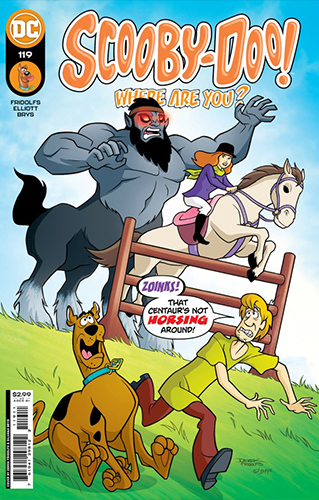 DC
119
FRIDOLFS
ELLIOTT
BRYS
SCOOBY-DOO!
WHERE ARE YOU?
ZOINKS!
THAT
CENTAUR'S NOT
HORSING
AROUND!
$2.99